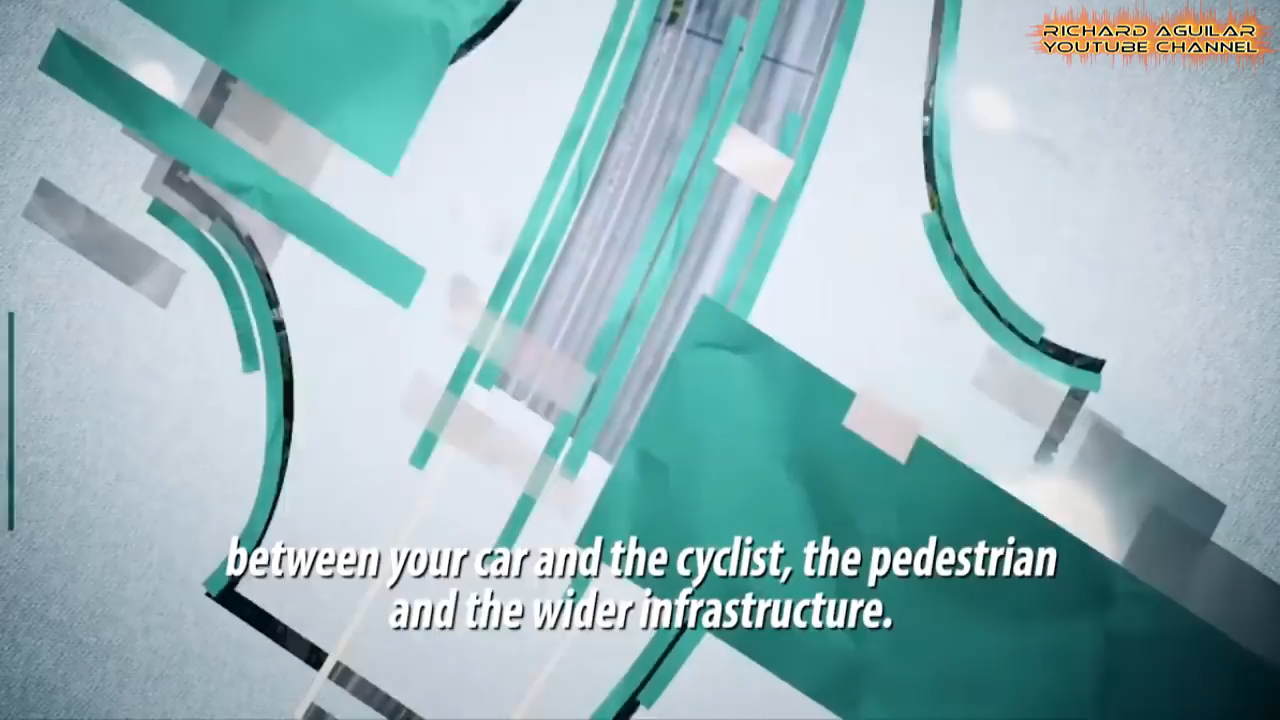 RICHARD AGUILAR
YOUTUBE CHANNEL
between your car and the cyclist, the pedestrian
and the wider infrastructure.